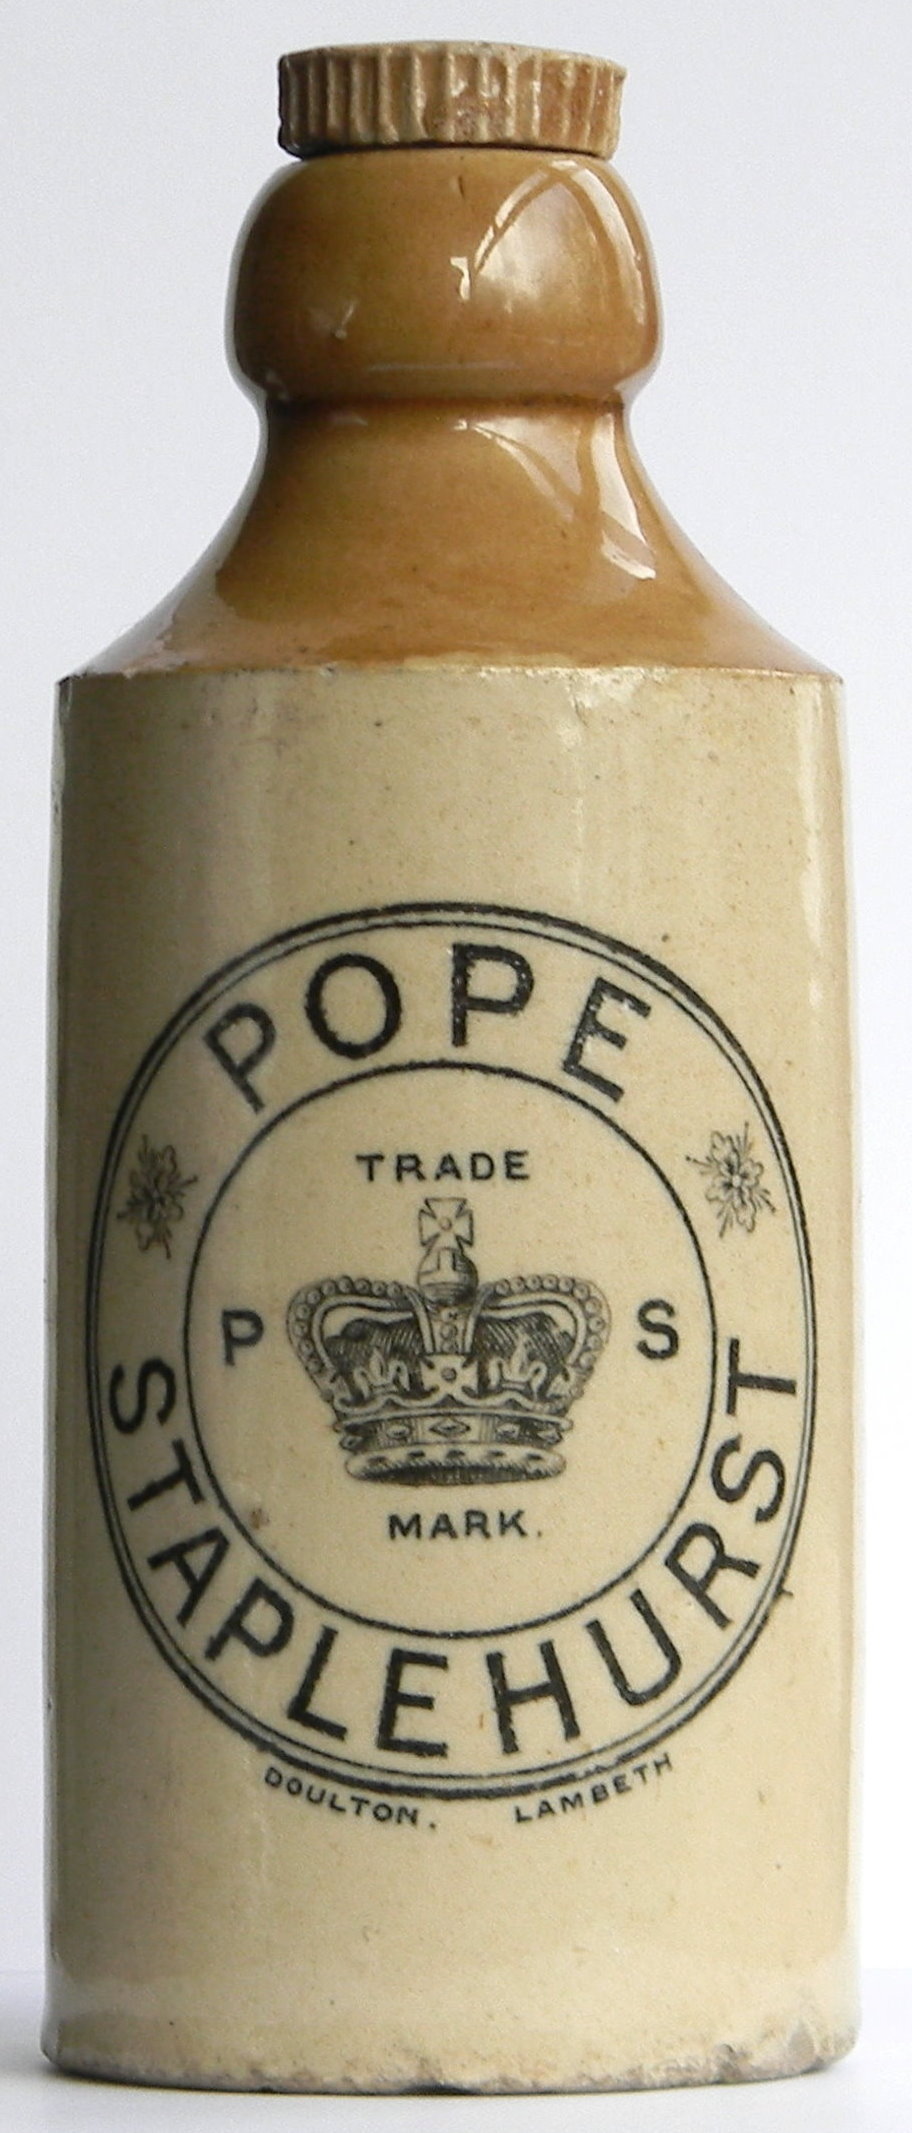 POPE
TRADE
P S
MARK.
STAPLEHURST
DOULTON. LAMBETH